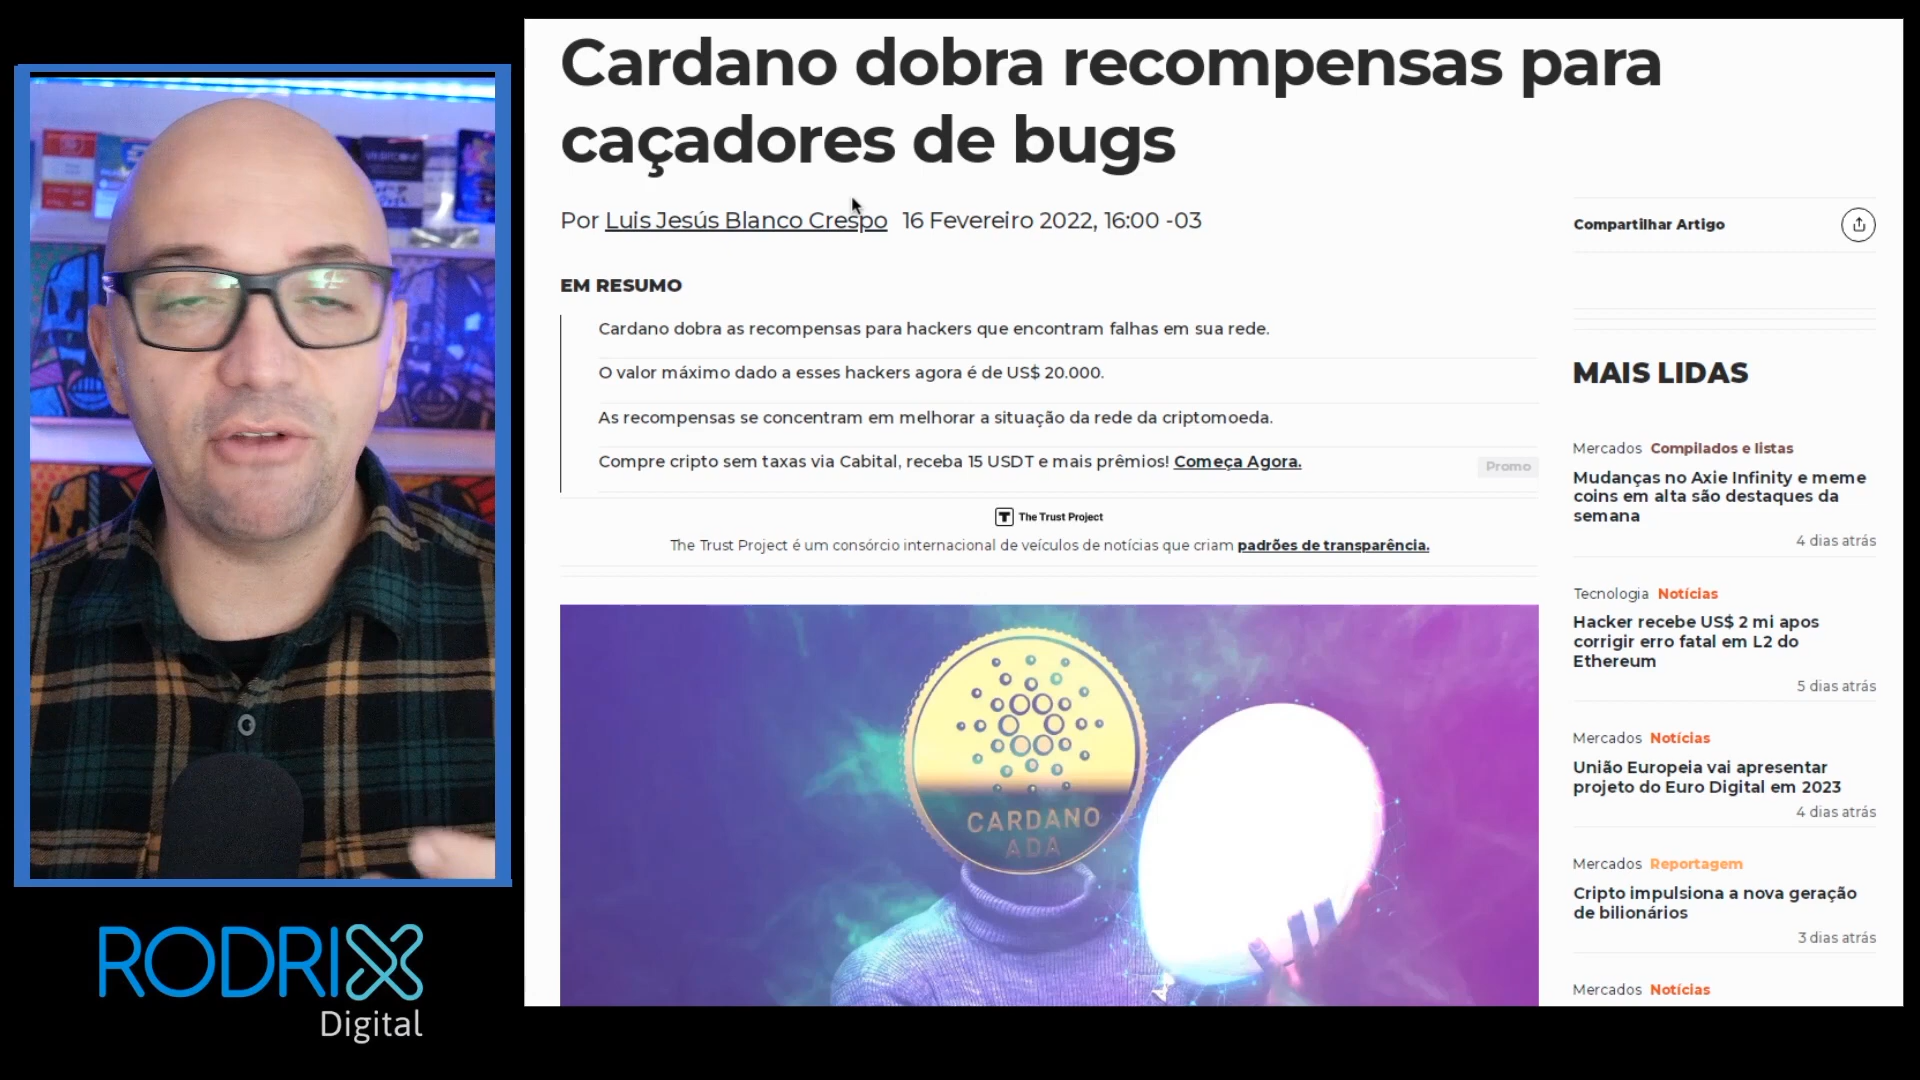 Cardano dobra recompensas para
caçadores de bugs
Por Luis Jesús Blanco Crespo 16 Fevereiro 2022, 16:00 -03
EM RESUMO
Cardano dobra as recompensas para hackers que encontram falhas em sua rede.
O valor máximo dado a esses hackers agora é de US$ 20.000.
As recompensas se concentram em melhorar a situação da rede da criptomoeda.
Compre cripto sem taxas via Cabital, receba 15 USDT e mais prêmios! Começa Agora.
Promo
The Trust Project
The Trust Project é um consórcio internacional de veículos de notícias que criam padrões de transparência.
CARDANO
ADA
Compartilhar Artigo
MAIS LIDAS
Mercados Compilados e listas
Mudanças no Axie Infinity e meme
coins em alta são destaques da
semana
4 dias atrás
Tecnologia Notícias
Hacker recebe US$ 2 mi apos
corrigir erro fatal em L2 do
Ethereum
5 dias atrás
Mercados Notícias
União Europeia vai apresentar
projeto do Euro Digital em 2023
4 dias atrás
Mercados Reportagem
Cripto impulsiona a nova geração
de bilionários
3 dias atrás
Mercados Notícias
RODRIX
Digital